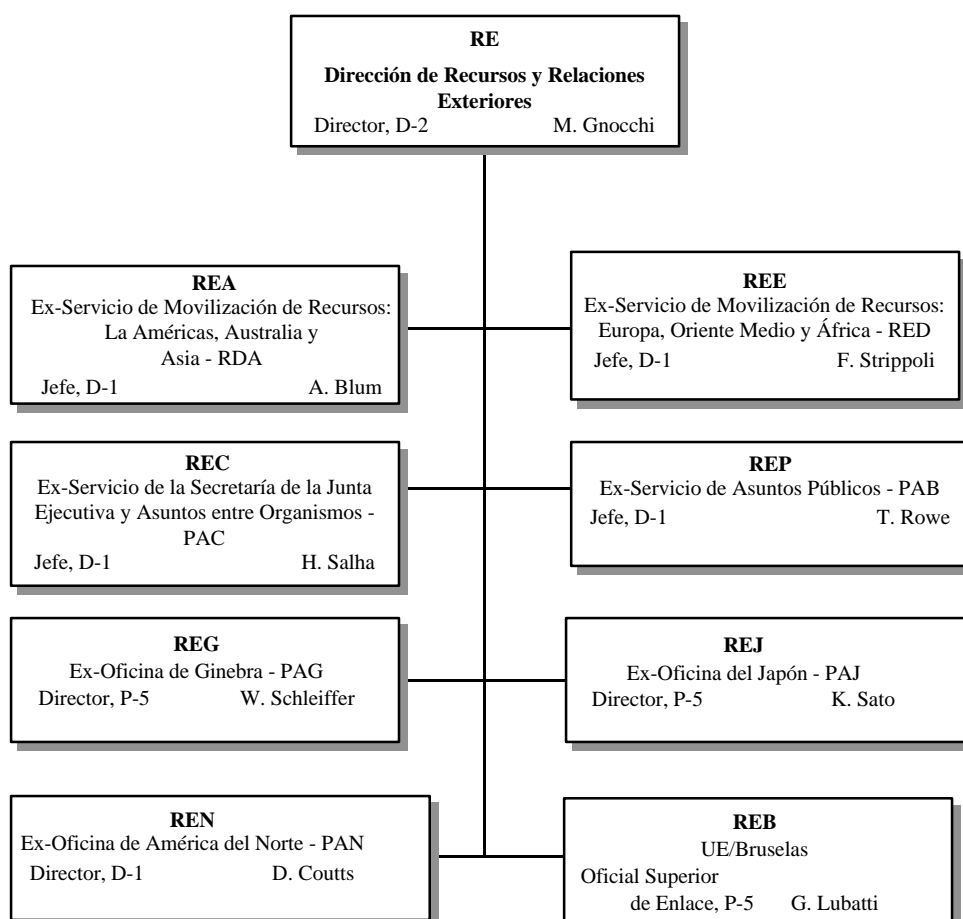 RE
Dirección de Recursos y Relaciones
Exteriores
Director, D-2 M. Gnocchi
REA
Ex-Servicio de Movilización de Recursos:
La Américas, Australia y
Asia - RDA
Jefe, D-1 A. Blum
REE
Ex-Servicio de Movilización de Recursos:
Europa, Oriente Medio y África - RED
Jefe, D-1 F. Strippoli
REC
Ex-Servicio de la Secretaría de la Junta
Ejecutiva y Asuntos entre Organismos -
PAC
Jefe, D-1 H. Salha
REP
Ex-Servicio de Asuntos Públicos - PAB
Jefe, D-1 T. Rowe
REG
Ex-Oficina de Ginebra - PAG
Director, P-5 W. Schleiffer
REJ
Ex-Oficina del Japón - PAJ
Director, P-5 K. Sato
REN
Ex-Oficina de América del Norte - PAN
Director, D-1 D. Coutts
REB
UE/Bruselas
Oficial Superior
de Enlace, P-5 G. Lubatti